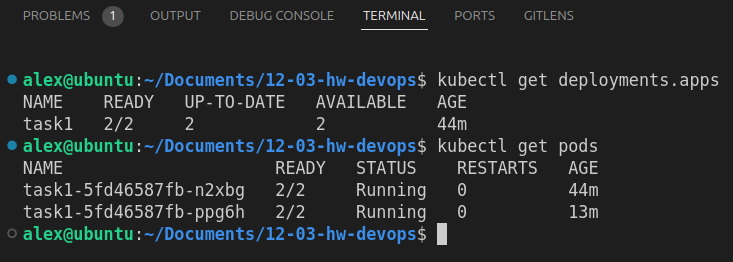 PROBLEMS 1 OUTPUT DEBUG CONSOLE TERMINAL PORTS GITLENS
alex@ubuntu:~/Documents/12-03-hw-devops$ kubectl get deployments.apps
NAME    READY   UP-TO-DATE   AVAILABLE   AGE
task1   2/2     2            2           44m
alex@ubuntu:~/Documents/12-03-hw-devops$ kubectl get pods
NAME                     READY   STATUS    RESTARTS   AGE
task1-5fd46587fb-n2xbg   2/2     Running   0          44m
task1-5fd46587fb-ppg6h   2/2     Running   0          13m
alex@ubuntu:~/Documents/12-03-hw-devops$